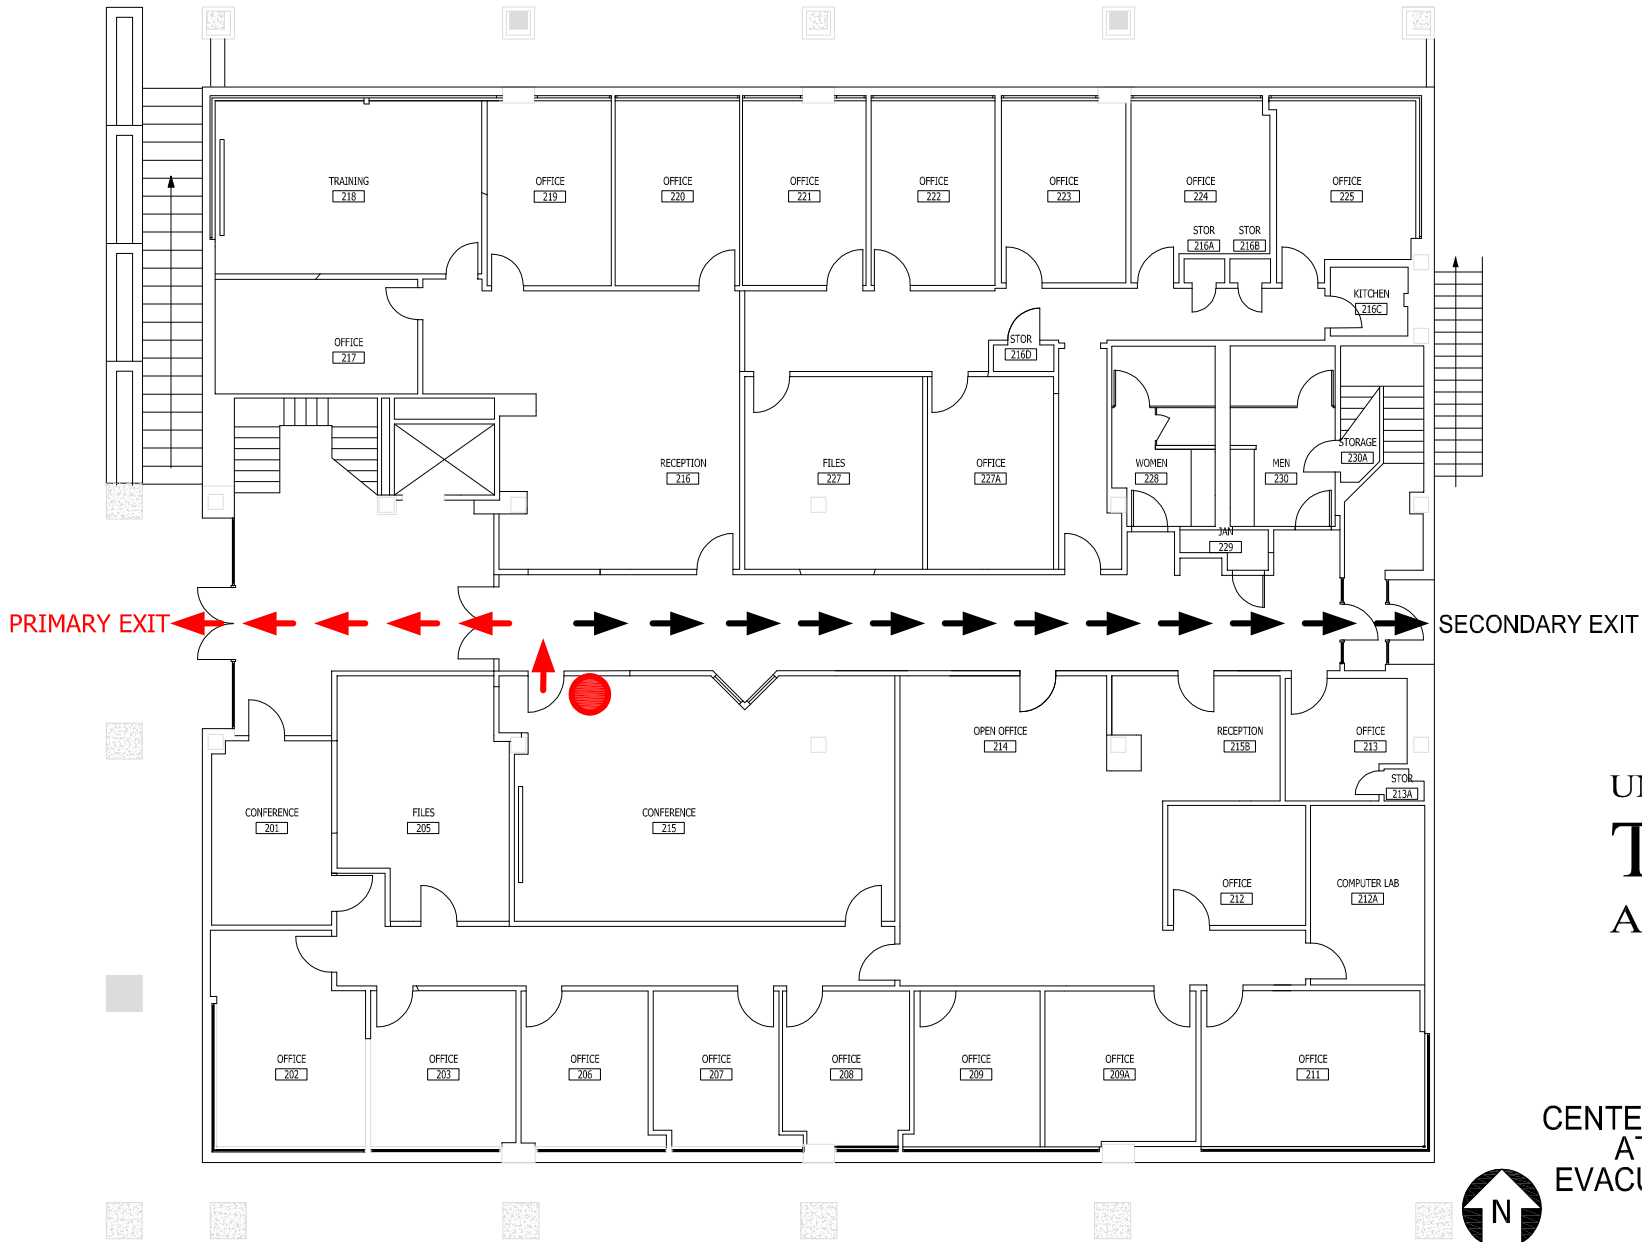 TRAINING
218
OFFICE
219
OFFICE
220
OFFICE
221
OFFICE
222
OFFICE
223
OFFICE
224
OFFICE
225
STOR
216A
STOR
216B
KITCHEN
216C
OFFICE
217
STOR
216D
RECEPTION
216
FILES
227
OFFICE
227A
WOMEN
228
MEN
230
STORAGE
230A
JAN
229
PRIMARY EXIT
SECONDARY EXIT
OPEN OFFICE
214
RECEPTION
215B
OFFICE
213
STOR
213A
CONFERENCE
201
FILES
205
CONFERENCE
215
OFFICE
212
COMPUTER LAB
212A
OFFICE
202
OFFICE
203
OFFICE
206
OFFICE
207
OFFICE
208
OFFICE
209
OFFICE
209A
OFFICE
211
T
A
CENTE
AT
EVACU
N